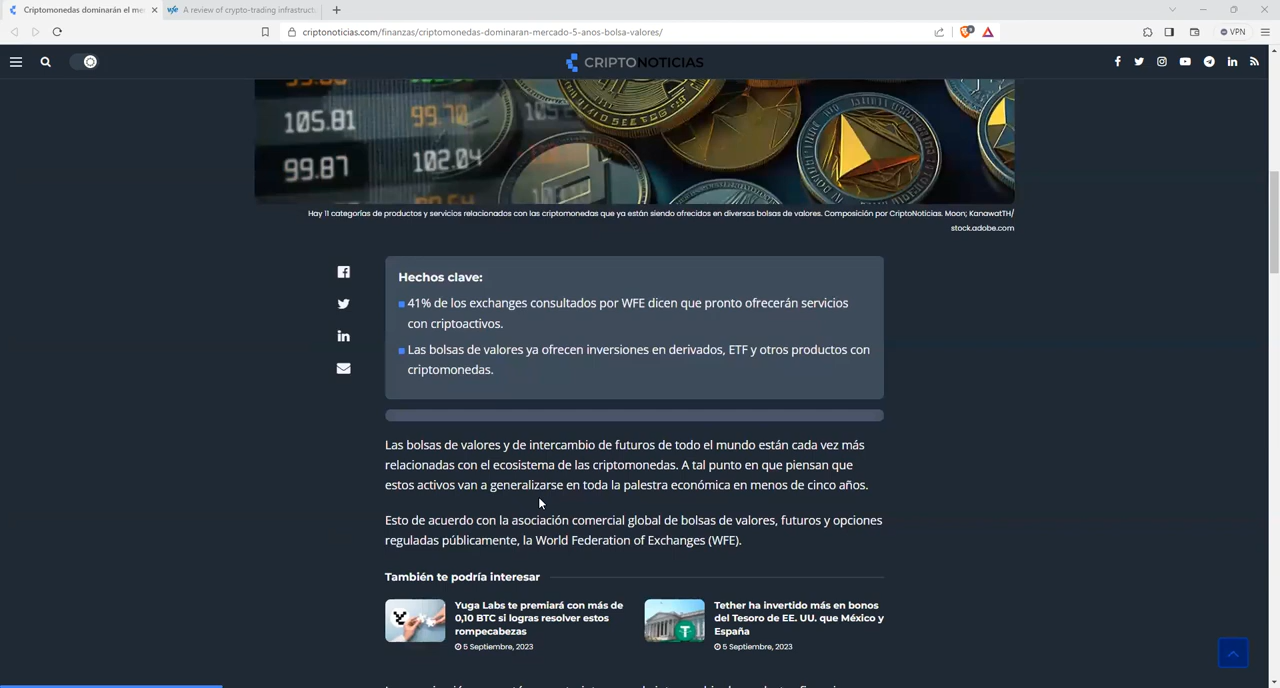 Criptomonedas dominarán el me
wfe A review of crypto-trading infrastruct
criptonoticias.com/finanzas/criptomonedas-dominaran-mercado-5-anos-bolsa-valores/
VPN
CRIPTONOTICIAS
105.81 99.70
99.87 102.04
Hay 11 categorías de productos y servicios relacionados con las criptomonedas que ya están siendo ofrecidos en diversas bolsas de valores. Composición por CriptoNoticias. Moon; KanawatTH/
stock.adobe.com
Hechos clave:
41% de los exchanges consultados por WFE dicen que pronto ofrecerán servicios
con criptoactivos.
Las bolsas de valores ya ofrecen inversiones en derivados, ETF y otros productos con
criptomonedas.
Las bolsas de valores y de intercambio de futuros de todo el mundo están cada vez más
relacionadas con el ecosistema de las criptomonedas. A tal punto en que piensan que
estos activos van a generalizarse en toda la palestra económica en menos de cinco años.
Esto de acuerdo con la asociación comercial global de bolsas de valores, futuros y opciones
reguladas públicamente, la World Federation of Exchanges (WFE).
También te podría interesar
Yuga Labs te premiará con más de
0,10 BTC si logras resolver estos
rompecabezas
5 Septiembre, 2023
Tether ha invertido más en bonos
del Tesoro de EE. UU. que México y
España
5 Septiembre, 2023